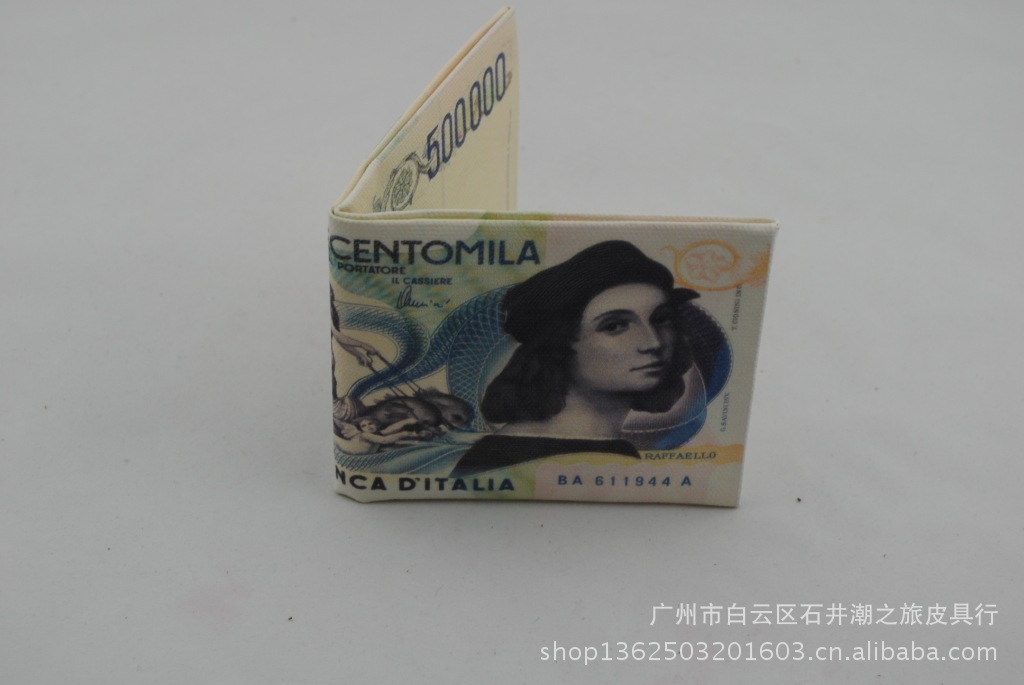 500000
CENTOMILA
PORTATORE
IL CASSIERE
RAFFAELLO
NCA D'ITALIA
BA 611944 A
广州市白云区石井潮之旅皮具行
shop1362503201603.cn.alibaba.com